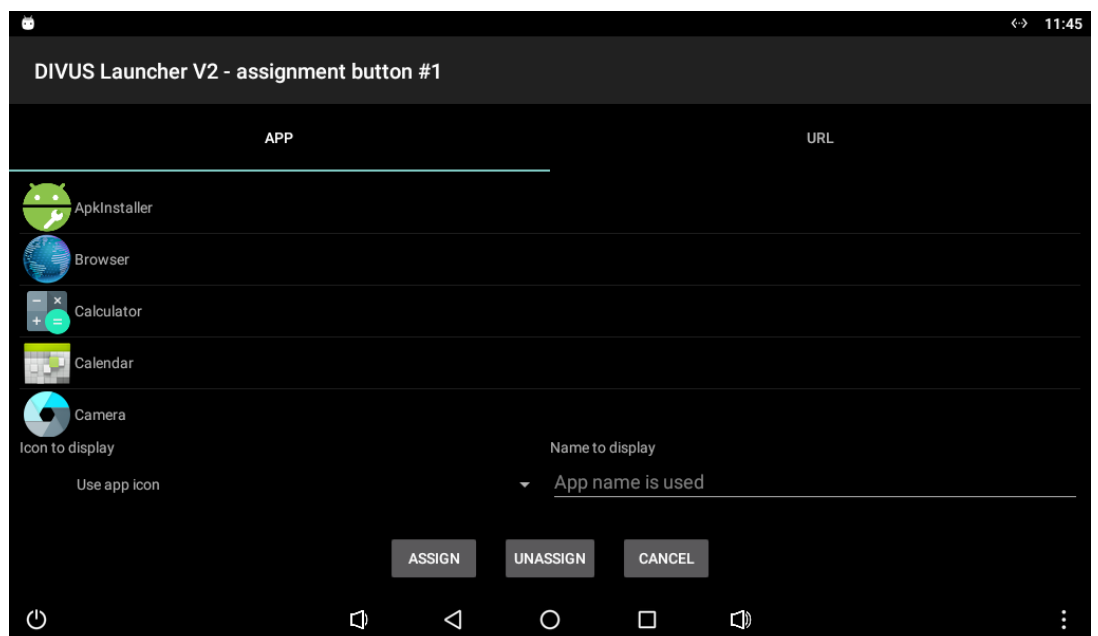 11:45
DIVUS Launcher V2 - assignment button #1
APP URL
ApkInstaller
Browser
Calculator
Calendar
Camera
Icon to display Name to display
Use app icon App name is used
ASSIGN UNASSIGN CANCEL